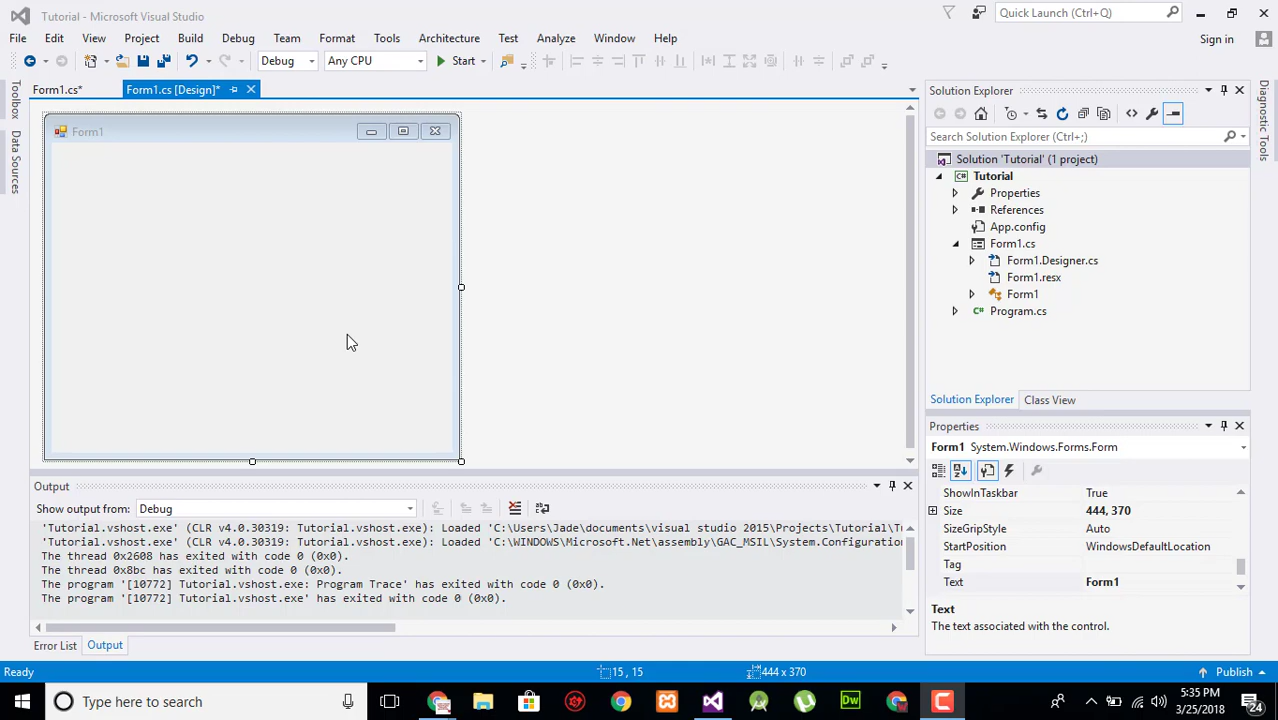 Tutorial - Microsoft Visual Studio
Quick Launch (Ctrl+Q)
File Edit View Project Build Debug Team Format Tools Architecture Test Analyze Window Help
Sign in
Debug Any CPU Start
Toolbox
Data Sources
Form1.cs* Form1.cs [Design]*
Form1
Solution Explorer
Search Solution Explorer (Ctrl+;)
Solution 'Tutorial' (1 project)
Tutorial
Properties
References
App.config
Form1.cs
Form1.Designer.cs
Form1.resx
Form1
Program.cs
Solution Explorer Class View
Diagnostic Tools
Properties
Form1 System.Windows.Forms.Form
ShowInTaskbar True
Size 444, 370
SizeGripStyle Auto
StartPosition WindowsDefaultLocation
Tag
Text Form1
Text
The text associated with the control.
Output
Show output from: Debug
'Tutorial.vshost.exe' (CLR v4.0.30319: Tutorial.vshost.exe): Loaded 'C:\Users\Jade\documents\visual studio 2015\Projects\Tutorial\Tu
'Tutorial.vshost.exe' (CLR v4.0.30319: Tutorial.vshost.exe): Loaded 'C:\WINDOWS\Microsoft.Net\assembly\GAC_MSIL\System.Configuration
The thread 0x2608 has exited with code 0 (0x0).
The thread 0x8bc has exited with code 0 (0x0).
The program '[10772] Tutorial.vshost.exe: Program Trace' has exited with code 0 (0x0).
The program '[10772] Tutorial.vshost.exe' has exited with code 0 (0x0).
Error List Output
Ready 15, 15 444 x 370 Publish
Type here to search
Dw
5:35 PM
3/25/2018
24